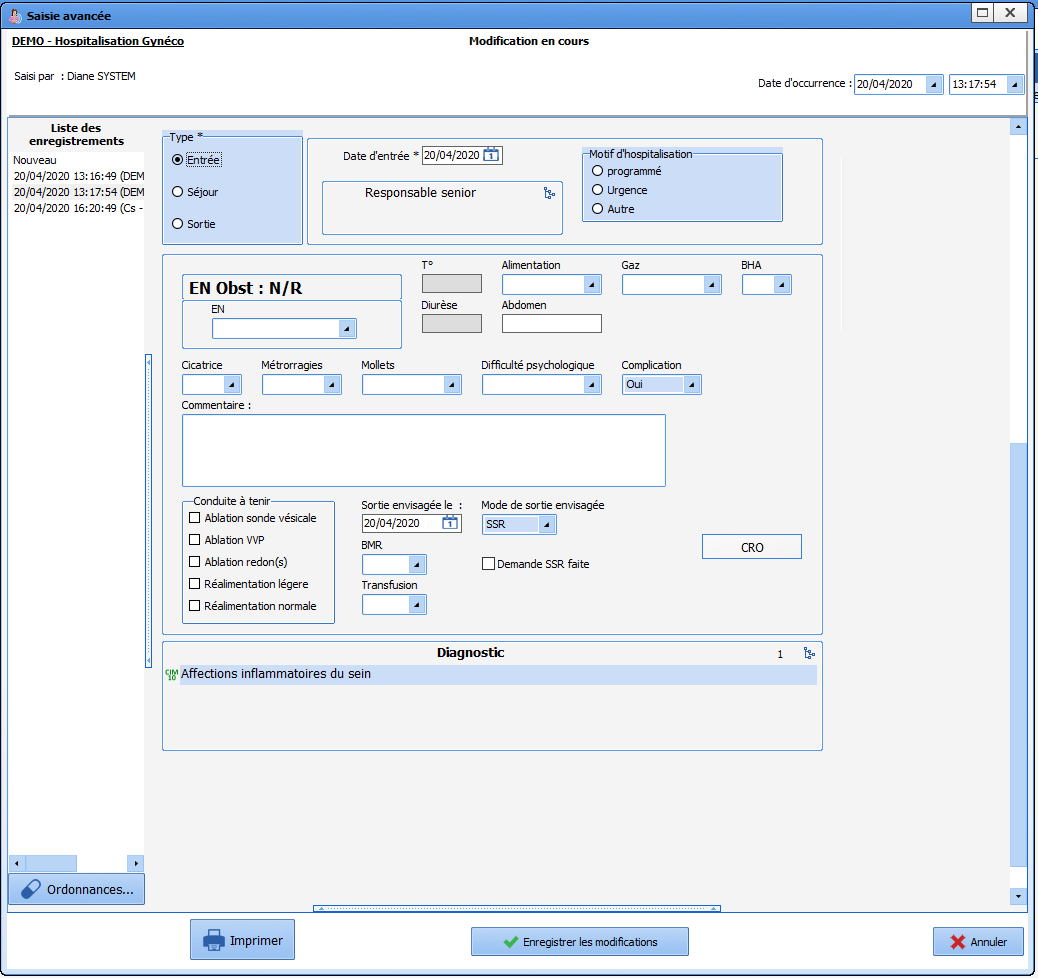 Saisie avancée
DEMO - Hospitalisation Gynéco
Modification en cours
Saisi par : Diane SYSTEM
Date d'occurrence : 20/04/2020 13:17:54
Liste des
enregistrements
Nouveau
20/04/2020 13:16:49 (DEM
20/04/2020 13:17:54 (DEM
20/04/2020 16:20:49 (Cs -
Type *
Entrée
Séjour
Sortie
Date d'entrée * 20/04/2020 1
Responsable senior
Motif d'hospitalisation
programmé
Urgence
Autre
EN Obst : N/R
EN
T°
Alimentation
Gaz
BHA
Diurèse
Abdomen
Cicatrice
Métrorragies
Mollets
Difficulté psychologique
Complication
Oui
Commentaire :
Conduite à tenir
Ablation sonde vésicale
Ablation VVP
Ablation redon(s)
Réalimentation légere
Réalimentation normale
Sortie envisagée le :
20/04/2020 1
Mode de sortie envisagée
SSR
BMR
Demande SSR faite
Transfusion
CRO
Diagnostic
1
CIM
10
Affections inflammatoires du sein
Ordonnances...
Imprimer
Enregistrer les modifications
Annuler